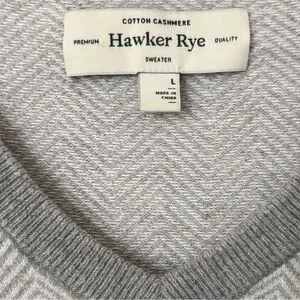 COTTON CASHMERE
PREMIUM Hawker Rye QUALITY
SWEATER
L
MADE IN
CHINA